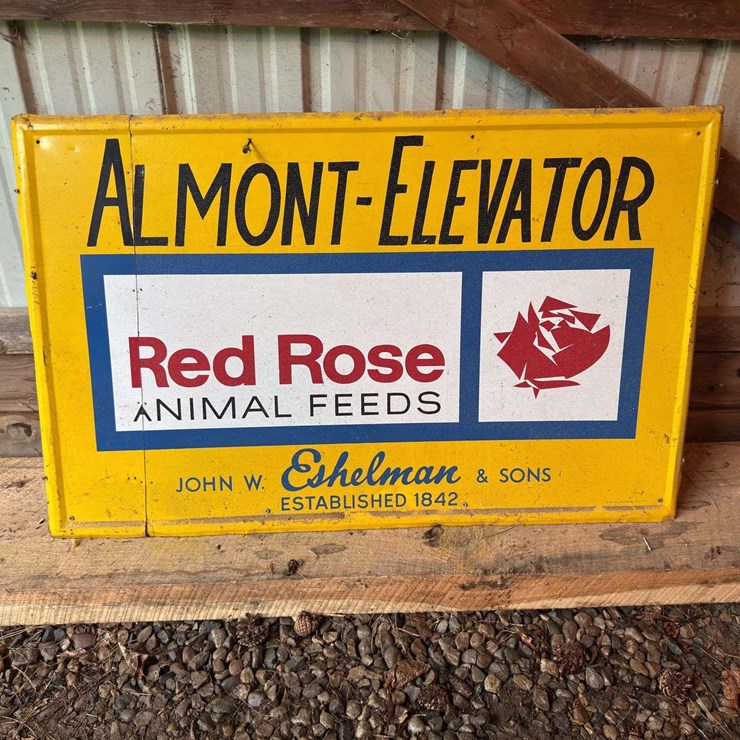 ALMONT-ELEVATOR
Red Rose
ANIMAL FEEDS
JOHN W. Eshelman & SONS
ESTABLISHED 1842